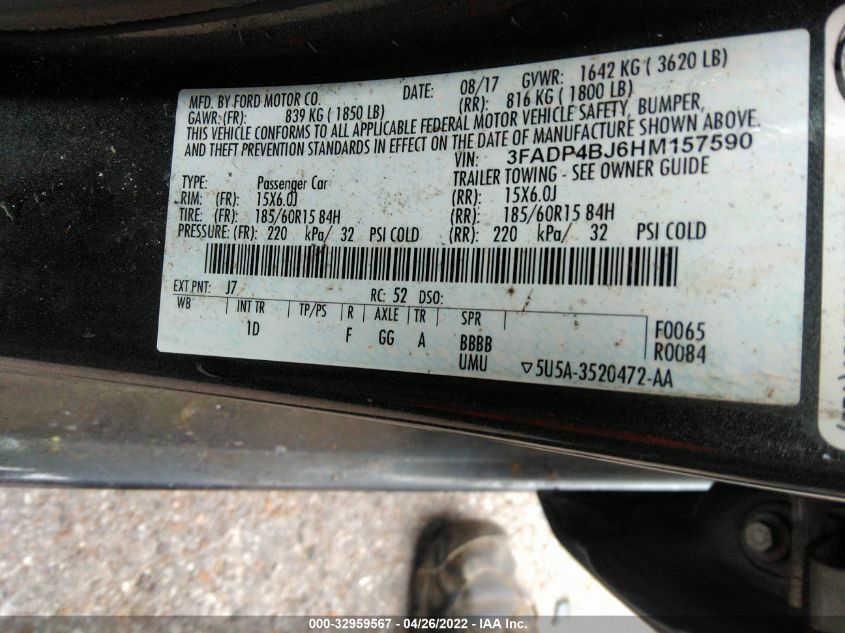 MFD. BY FORD MOTOR CO. DATE: 08/17 GVWR: 1642 KG ( 3620 LB)
GAWR: (FR): 839 KG ( 1850 LB) (RR): 816 KG ( 1800 LB)
THIS VEHICLE CONFORMS TO ALL APPLICABLE FEDERAL MOTOR VEHICLE SAFETY, BUMPER,
AND THEFT PREVENTION STANDARDS IN EFFECT ON THE DATE OF MANUFACTURE SHOWN ABOVE.
VIN: 3FADP4BJ6HM157590
TRAILER TOWING - SEE OWNER GUIDE
TYPE: Passenger Car
RIM: (FR): 15X6.0J (RR): 15X6.0J
TIRE: (FR): 185/60R15 84H (RR): 185/60R15 84H
PRESSURE: (FR): 220 kPa/ 32 PSI COLD (RR): 220 kPa/ 32 PSI COLD
EXT PNT: J7 RC: 52 DSO:
WB INT TR TP/PS R AXLE TR SPR
1D F GG A BBBB F0065
UMU R0084
▽5U5A-3520472-AA
000-32959567 - 04/26/2022 - IAA Inc.